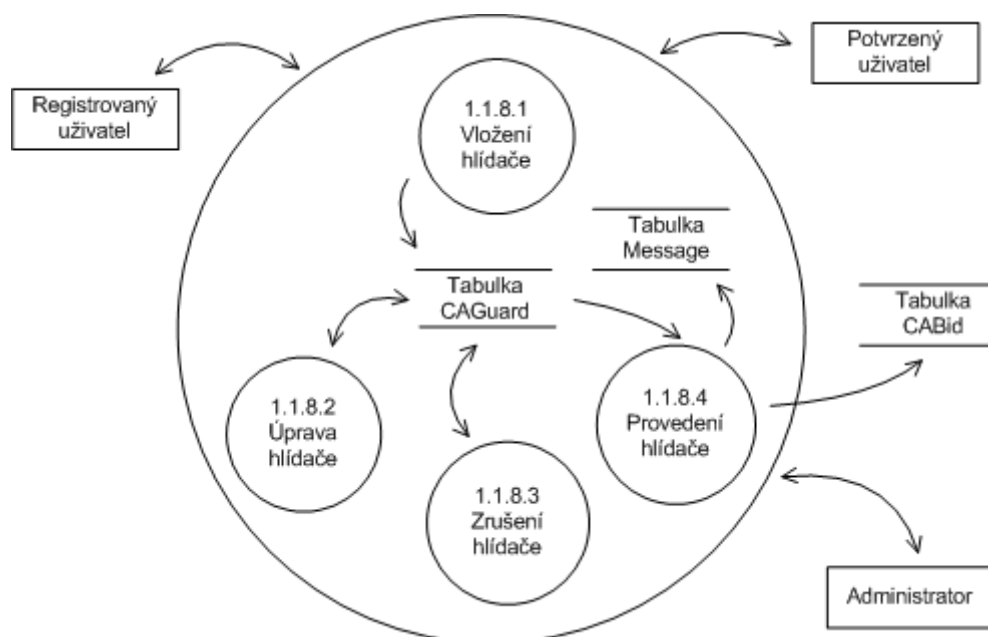 Registrovaný
uživatel
Potvrzený
uživatel
1.1.8.1
Vložení
hlídače
Tabulka
Message
Tabulka
CAGuard
Tabulka
CABid
1.1.8.2
Úprava
hlídače
1.1.8.4
Provedení
hlídače
1.1.8.3
Zrušení
hlídače
Administrator